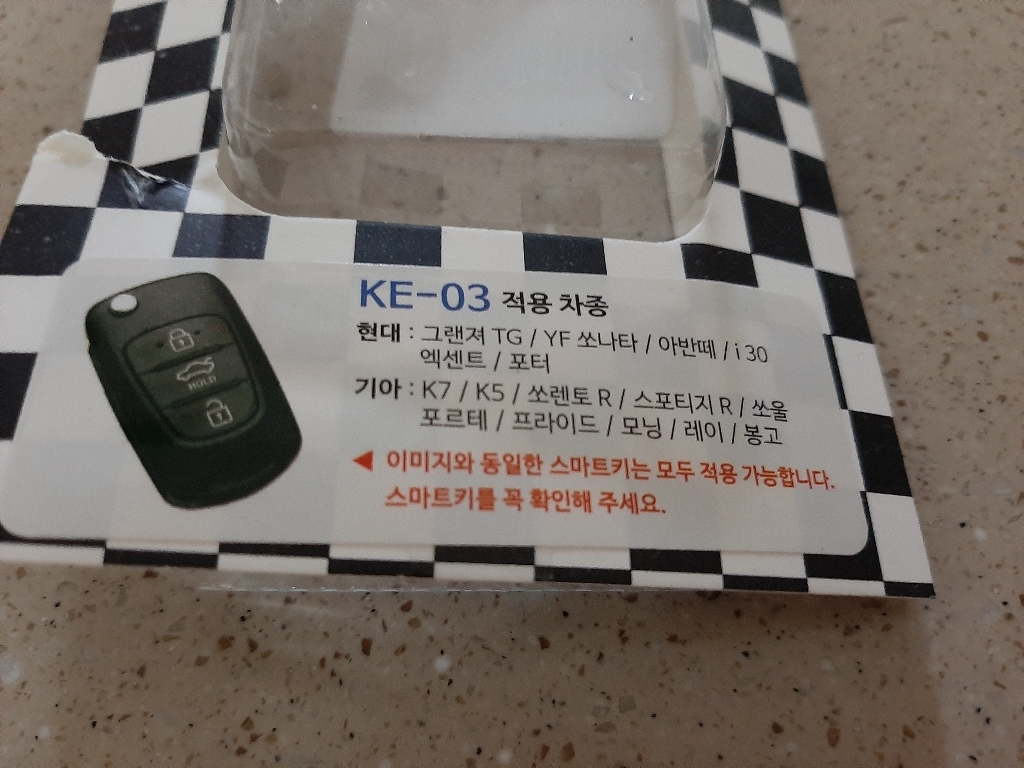 KE-03 적용 차종
현대 : 그랜져 TG / YF 쏘나타 / 아반떼 / i 30
엑센트 / 포터
기아 : K7 / K5 / 쏘렌토 R / 스포티지 R / 쏘울
포르테 / 프라이드 / 모닝 / 레이 / 봉고
◀ 이미지와 동일한 스마트키는 모두 적용 가능합니다.
스마트키를 꼭 확인해 주세요.
HOLD